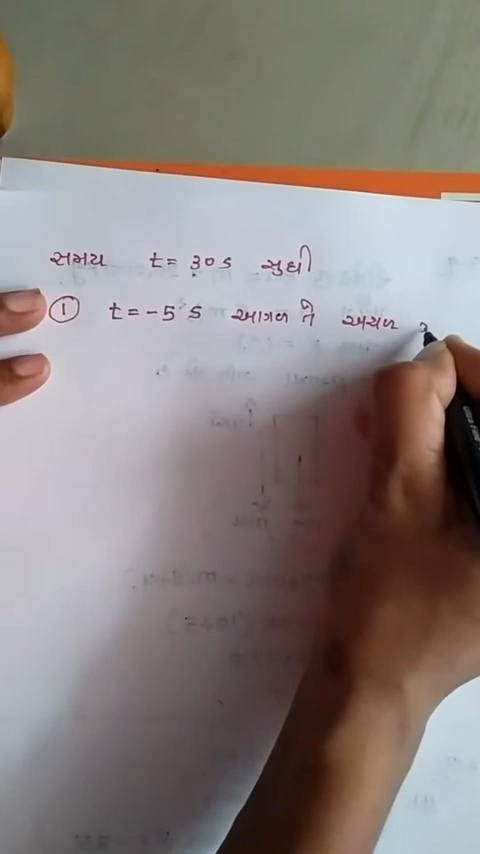 સમય t = 30 s સુધી
① t = -5 s આગળ તે અચળ